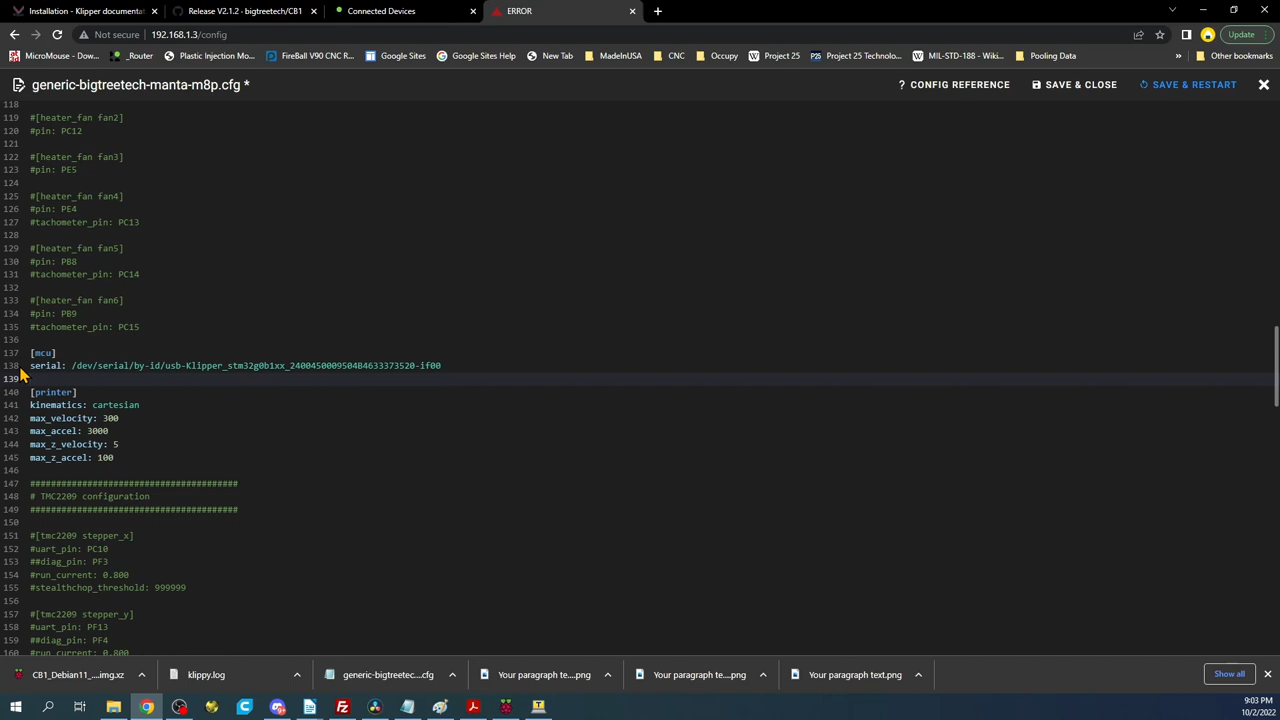 Installation - Klipper documentat
Release V2.1.2 · bigtreetech/CB1
Connected Devices
ERROR
Not secure 192.168.1.3/config
Update
MicroMouse - Dow...
_Router
Plastic Injection Mo...
FireBall V90 CNC R...
Google Sites
Google Sites Help
New Tab
MadeInUSA
CNC
Occupy
Project 25
Project 25 Technolo...
MIL-STD-188 - Wiki...
Pooling Data
»
Other bookmarks
generic-bigtreetech-manta-m8p.cfg *
? CONFIG REFERENCE
SAVE & CLOSE
SAVE & RESTART
118
119 #[heater_fan fan2]
120 #pin: PC12
121
122 #[heater_fan fan3]
123 #pin: PE5
124
125 #[heater_fan fan4]
126 #pin: PE4
127 #tachometer_pin: PC13
128
129 #[heater_fan fan5]
130 #pin: PB8
131 #tachometer_pin: PC14
132
133 #[heater_fan fan6]
134 #pin: PB9
135 #tachometer_pin: PC15
136
137 [mcu]
138 serial: /dev/serial/by-id/usb-Klipper_stm32g0b1xx_2400450009504B4633373520-if00
139
140 [printer]
141 kinematics: cartesian
142 max_velocity: 300
143 max_accel: 3000
144 max_z_velocity: 5
145 max_z_accel: 100
146
147 ########################################
148 # TMC2209 configuration
149 ########################################
150
151 #[tmc2209 stepper_x]
152 #uart_pin: PC10
153 ##diag_pin: PF3
154 #run_current: 0.800
155 #stealthchop_threshold: 999999
156
157 #[tmc2209 stepper_y]
158 #uart_pin: PF13
159 ##diag_pin: PF4
160 #run_current: 0.800
CB1_Debian11_....img.xz
klippy.log
generic-bigtreetec....cfg
Your paragraph te....png
Your paragraph te....png
Your paragraph text.png
Show all
9:03 PM
10/2/2022